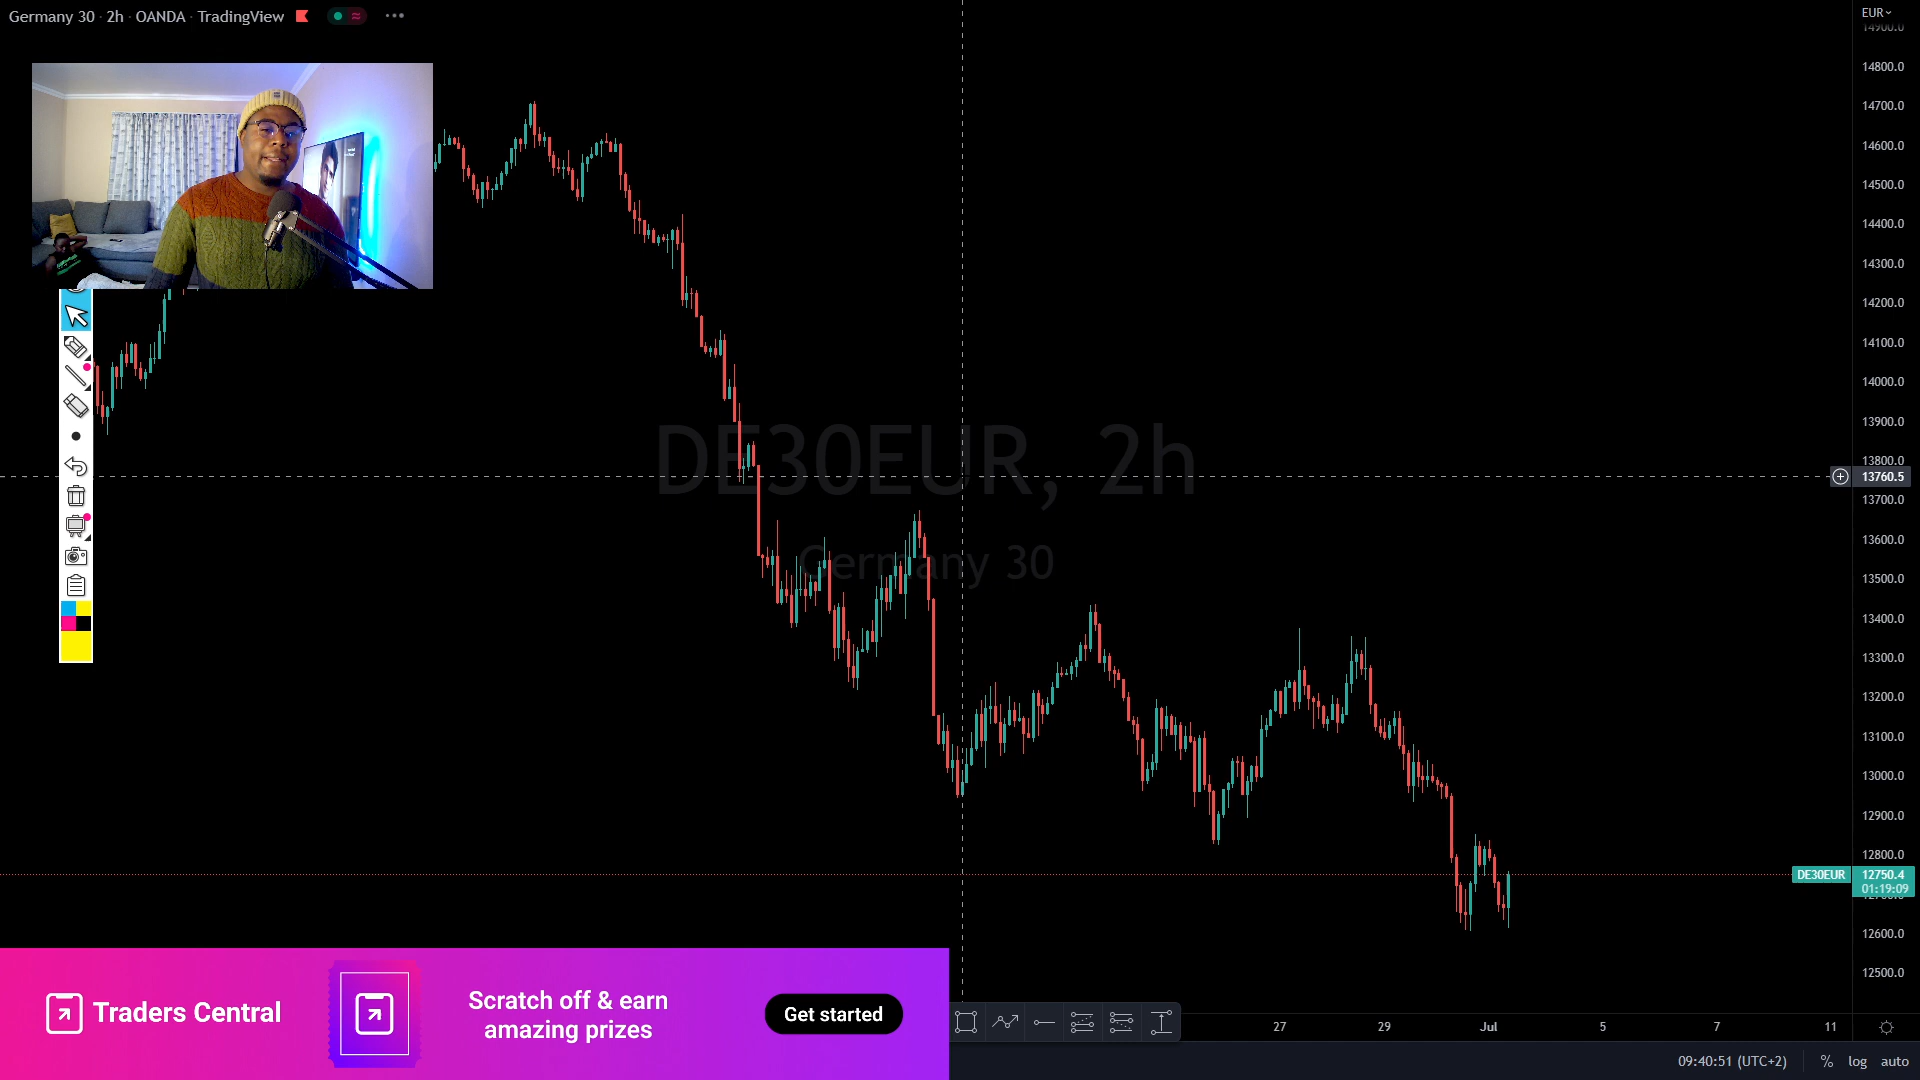 Germany 30 · 2h · OANDA · TradingView
EUR
14900.0
14800.0
14700.0
14600.0
14500.0
14400.0
14300.0
14200.0
14100.0
14000.0
13900.0
13800.0
13760.5
13700.0
13600.0
13500.0
13400.0
13300.0
13200.0
13100.0
13000.0
12900.0
12800.0
DE30EUR 12750.4
01:19:09
12600.0
12500.0
DE30EUR, 2h
Germany 30
Traders Central
Scratch off & earn
amazing prizes
Get started
27 29 Jul 5 7 11
09:40:51 (UTC+2) % log auto